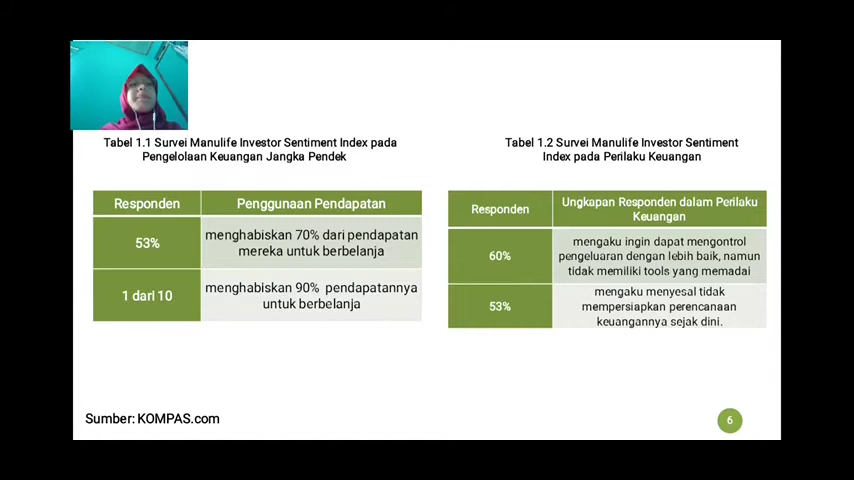 Tabel 1.1 Survei Manulife Investor Sentiment Index pada
Pengelolaan Keuangan Jangka Pendek
Responden
Penggunaan Pendapatan
53%
menghabiskan 70% dari pendapatan
mereka untuk berbelanja
1 dari 10
menghabiskan 90% pendapatannya
untuk berbelanja
Tabel 1.2 Survei Manulife Investor Sentiment
Index pada Perilaku Keuangan
Responden
Ungkapan Responden dalam Perilaku
Keuangan
60%
mengaku ingin dapat mengontrol
pengeluaran dengan lebih baik, namun
tidak memiliki tools yang memadai
53%
mengaku menyesal tidak
mempersiapkan perencanaan
keuangannya sejak dini.
Sumber: KOMPAS.com
6